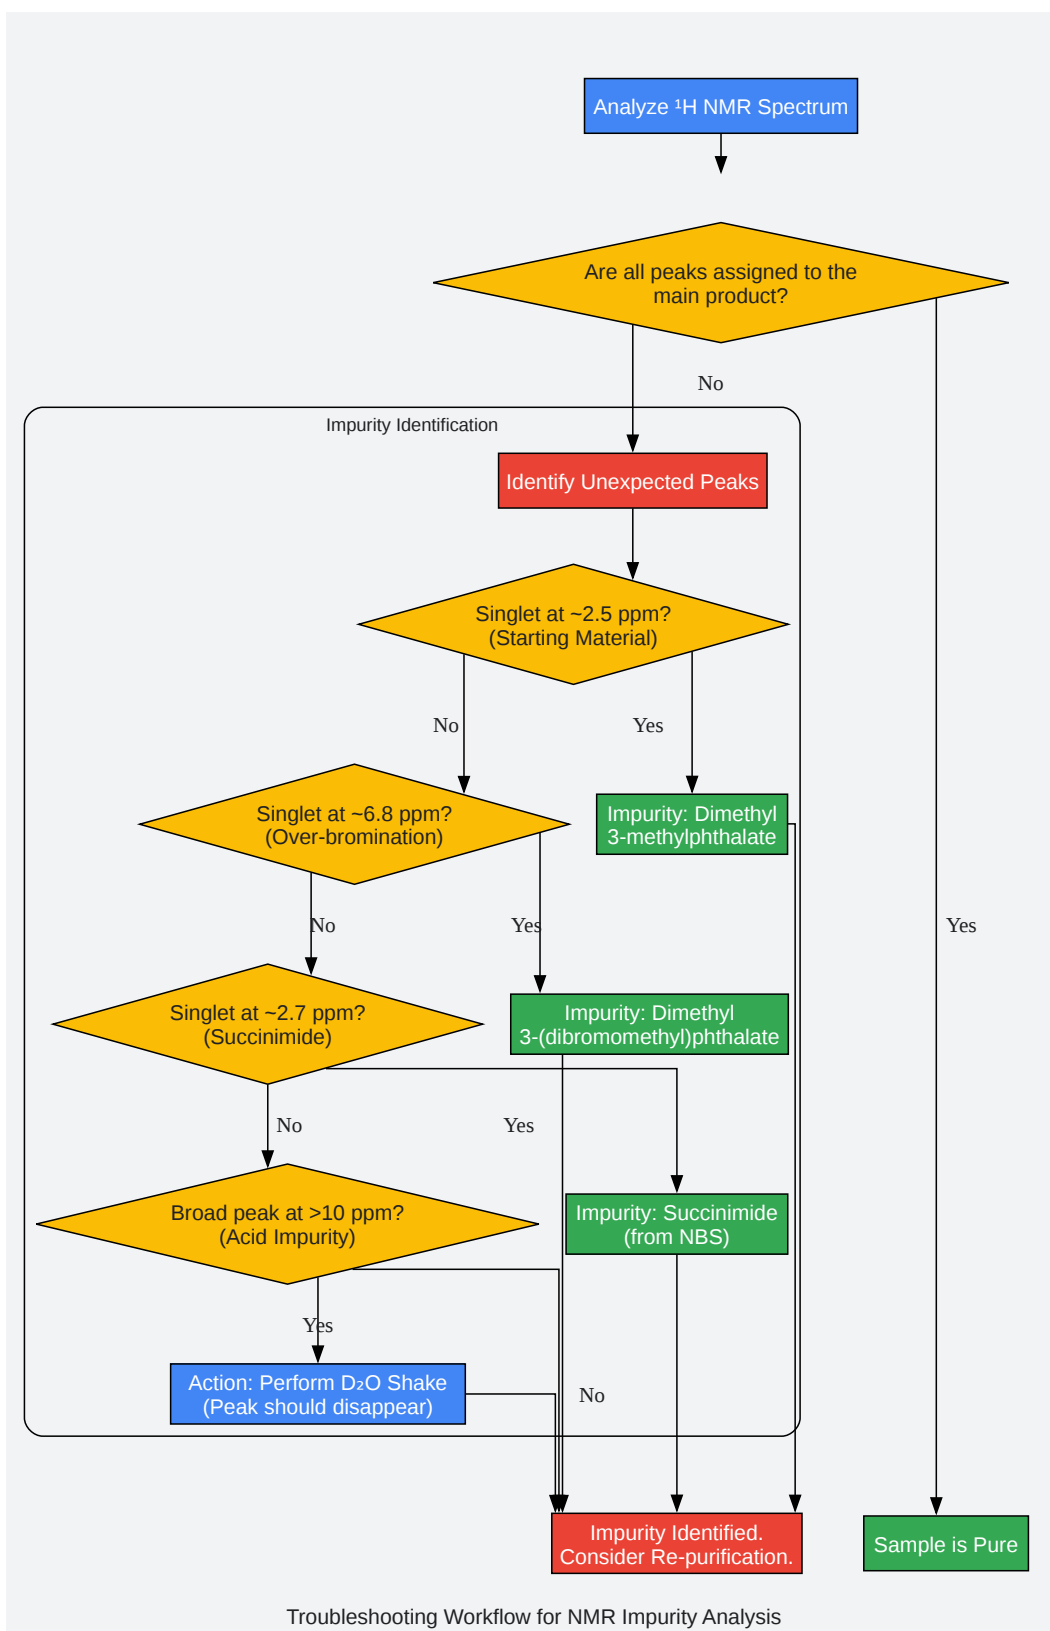 Analyze ¹H NMR Spectrum
Are all peaks assigned to the
main product?
No
Impurity Identification
Identify Unexpected Peaks
Singlet at ~2.5 ppm?
(Starting Material)
No
Yes
Singlet at ~6.8 ppm?
(Over-bromination)
Impurity: Dimethyl
3-methylphthalate
No
Yes
Yes
Singlet at ~2.7 ppm?
(Succinimide)
Impurity: Dimethyl
3-(dibromomethyl)phthalate
No
Yes
Broad peak at >10 ppm?
(Acid Impurity)
Impurity: Succinimide
(from NBS)
Yes
Action: Perform D₂O Shake
(Peak should disappear)
No
Impurity Identified.
Consider Re-purification.
Sample is Pure
Troubleshooting Workflow for NMR Impurity Analysis